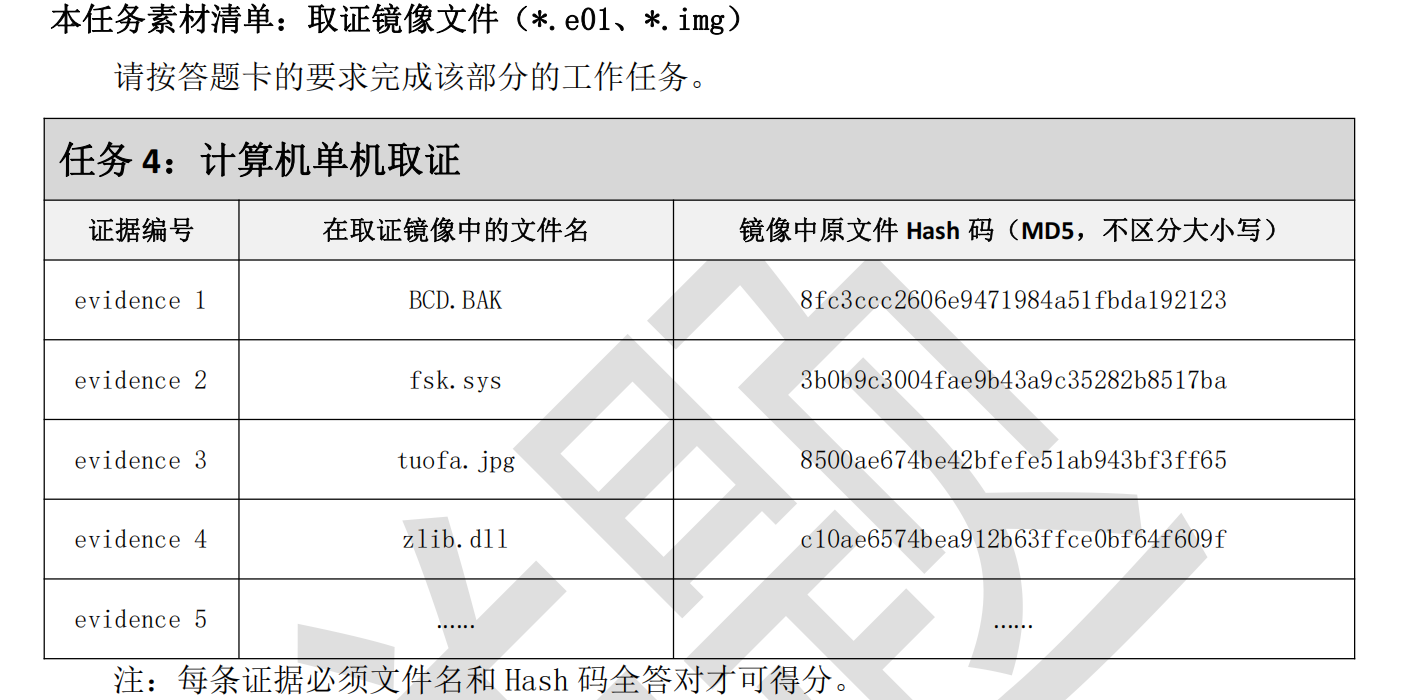 本任务素材清单：取证镜像文件（*.e01、*.img）
请按答题卡的要求完成该部分的工作任务。
任务 4：计算机单机取证
证据编号 在取证镜像中的文件名 镜像中原文件 Hash 码（MD5，不区分大小写）
evidence 1 BCD.BAK 8fc3ccc2606e9471984a51fbda192123
evidence 2 fsk.sys 3b0b9c3004fae9b43a9c35282b8517ba
evidence 3 tuofa.jpg 8500ae674be42bfefe51ab943bf3ff65
evidence 4 zlib.dll c10ae6574bea912b63ffce0bf64f609f
evidence 5 …… ……
注：每条证据必须文件名和 Hash 码全答对才可得分。